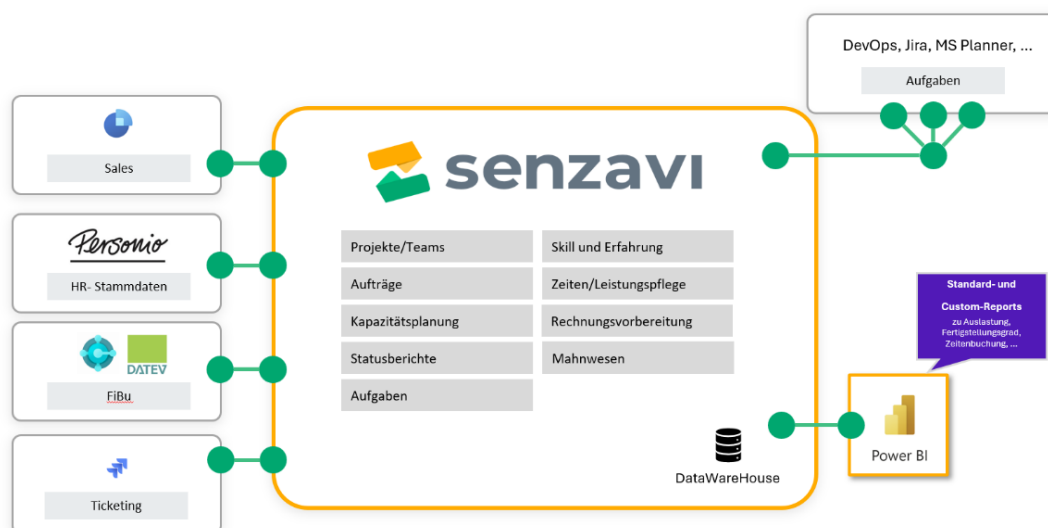 DevOps, Jira, MS Planner, ...
Aufgaben
Sales
Personio
HR- Stammdaten
DATEV
FiBu
Ticketing
senzavi
Projekte/Teams
Skill und Erfahrung
Aufträge
Zeiten/Leistungspflege
Kapazitätsplanung
Rechnungsvorbereitung
Statusberichte
Mahnwesen
Aufgaben
DataWareHouse
Standard- und
Custom-Reports
zu Auslastung,
Fertigstellungsgrad,
Zeitenbuchung, ...
Power BI